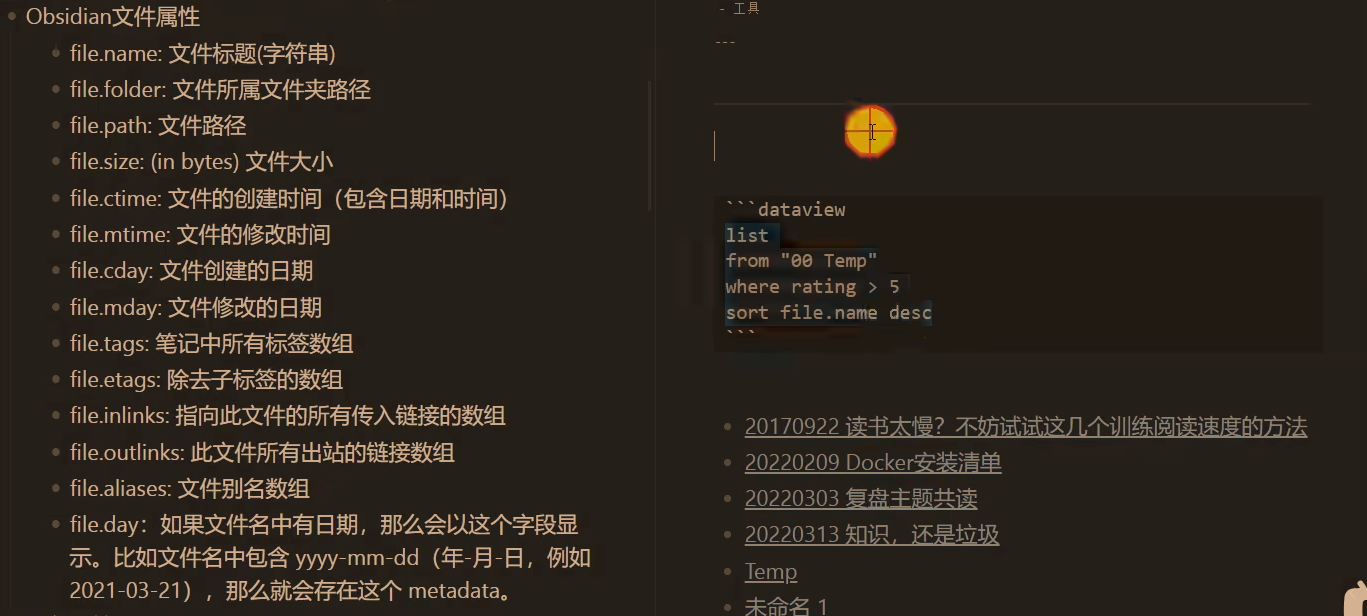 Obsidian文件属性
file.name: 文件标题(字符串)
file.folder: 文件所属文件夹路径
file.path: 文件路径
file.size: (in bytes) 文件大小
file.ctime: 文件的创建时间（包含日期和时间）
file.mtime: 文件的修改时间
file.cday: 文件创建的日期
file.mday: 文件修改的日期
file.tags: 笔记中所有标签数组
file.etags: 除去子标签的数组
file.inlinks: 指向此文件的所有传入链接的数组
file.outlinks: 此文件所有出站的链接数组
file.aliases: 文件别名数组
file.day：如果文件名中有日期，那么会以这个字段显
示。比如文件名中包含 yyyy-mm-dd（年-月-日，例如
2021-03-21），那么就会存在这个 metadata。
- 工具
---
```dataview
list
from "00 Temp"
where rating > 5
sort file.name desc
```
20170922 读书太慢？不妨试试这几个训练阅读速度的方法
20220209 Docker安装清单
20220303 复盘主题共读
20220313 知识，还是垃圾
Temp
未命名 1